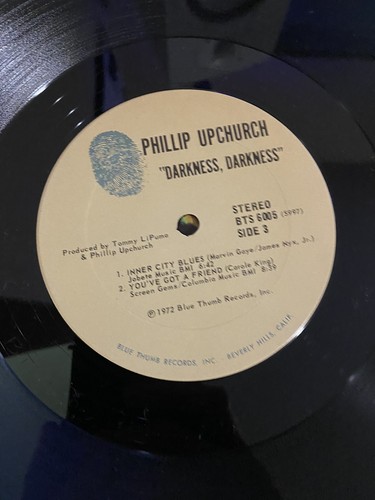 PHILLIP UPCHURCH
"DARKNESS, DARKNESS"
STEREO
BTS 6005 (5997)
SIDE 3
Produced by Tommy LiPuma
& Phillip Upchurch
1. INNER CITY BLUES (Marvin Gaye/James Nyx, Jr.)
Jobete Music BMI 6:42
2. YOU'VE GOT A FRIEND (Carole King)
Screen Gems/Columbia Music BMI 8:39
℗1972 Blue Thumb Records, Inc.
BLUE THUMB RECORDS, INC. BEVERLY HILLS, CALIF.